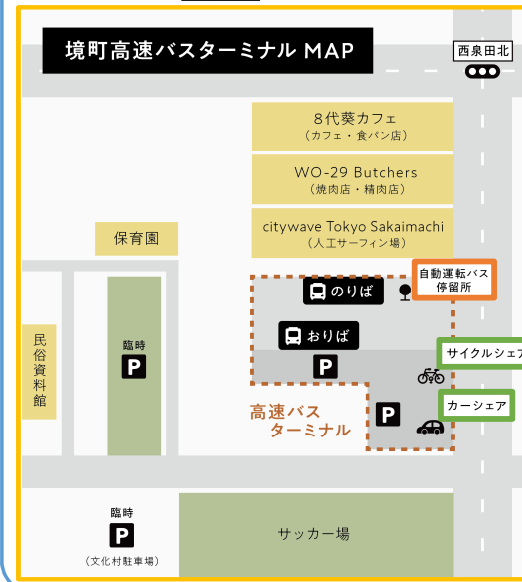 境町高速バスターミナル MAP
西泉田北
8代葵カフェ
(カフェ・食パン店)
WO-29 Butchers
(焼肉店・精肉店)
citywave Tokyo Sakaimachi
(人工サーフィン場)
保育園
自動運転バス
停留所
のりば
おりば
P
サイクルシェア
カーシェア
P
高速バス
ターミナル
臨時
P
民俗資料館
臨時
P
(文化村駐車場)
サッカー場